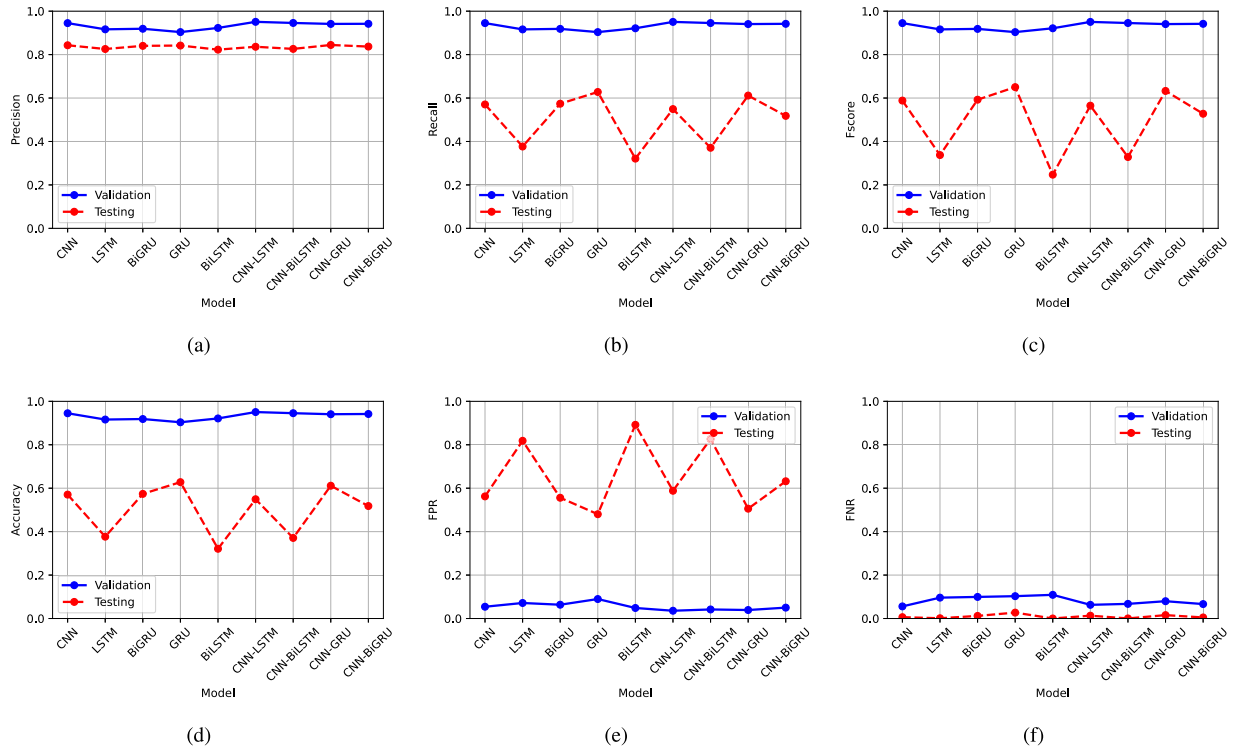 1.0
0.8
0.6
0.4
0.2
0.0
Precision
Validation
Testing
CNN
LSTM
BiGRU
GRU
BiLSTM
CNN-LSTM
CNN-BiLSTM
CNN-GRU
CNN-BiGRU
Model
(a)
1.0
0.8
0.6
0.4
0.2
0.0
Recall
Validation
Testing
CNN
LSTM
BiGRU
GRU
BiLSTM
CNN-LSTM
CNN-BiLSTM
CNN-GRU
CNN-BiGRU
Model
(b)
1.0
0.8
0.6
0.4
0.2
0.0
Fscore
Validation
Testing
CNN
LSTM
BiGRU
GRU
BiLSTM
CNN-LSTM
CNN-BiLSTM
CNN-GRU
CNN-BiGRU
Model
(c)
1.0
0.8
0.6
0.4
0.2
0.0
Accuracy
Validation
Testing
CNN
LSTM
BiGRU
GRU
BiLSTM
CNN-LSTM
CNN-BiLSTM
CNN-GRU
CNN-BiGRU
Model
(d)
1.0
0.8
0.6
0.4
0.2
0.0
FPR
Validation
Testing
CNN
LSTM
BiGRU
GRU
BiLSTM
CNN-LSTM
CNN-BiLSTM
CNN-GRU
CNN-BiGRU
Model
(e)
1.0
0.8
0.6
0.4
0.2
0.0
FNR
Validation
Testing
CNN
LSTM
BiGRU
GRU
BiLSTM
CNN-LSTM
CNN-BiLSTM
CNN-GRU
CNN-BiGRU
Model
(f)